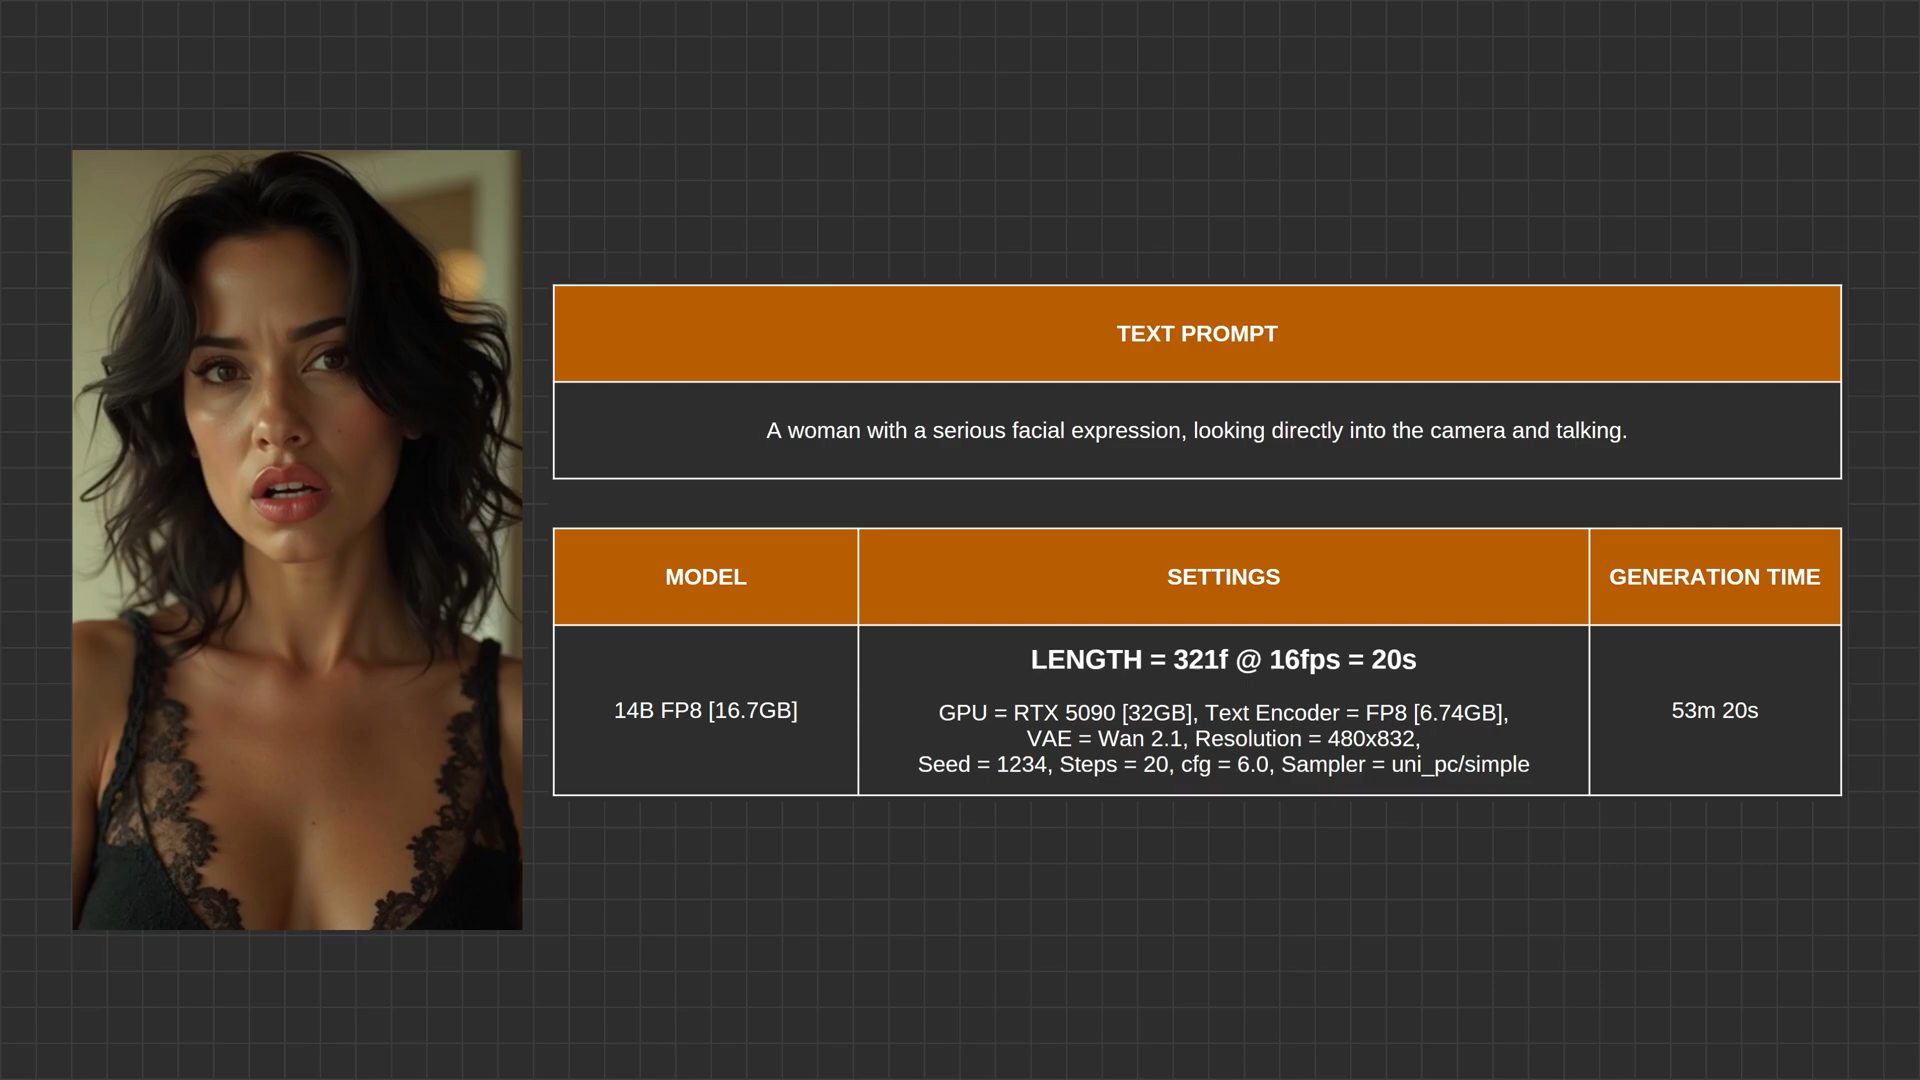 TEXT PROMPT
A woman with a serious facial expression, looking directly into the camera and talking.
MODEL
SETTINGS
GENERATION TIME
14B FP8 [16.7GB]
LENGTH = 321f @ 16fps = 20s
GPU = RTX 5090 [32GB], Text Encoder = FP8 [6.74GB],
VAE = Wan 2.1, Resolution = 480x832,
Seed = 1234, Steps = 20, cfg = 6.0, Sampler = uni_pc/simple
53m 20s